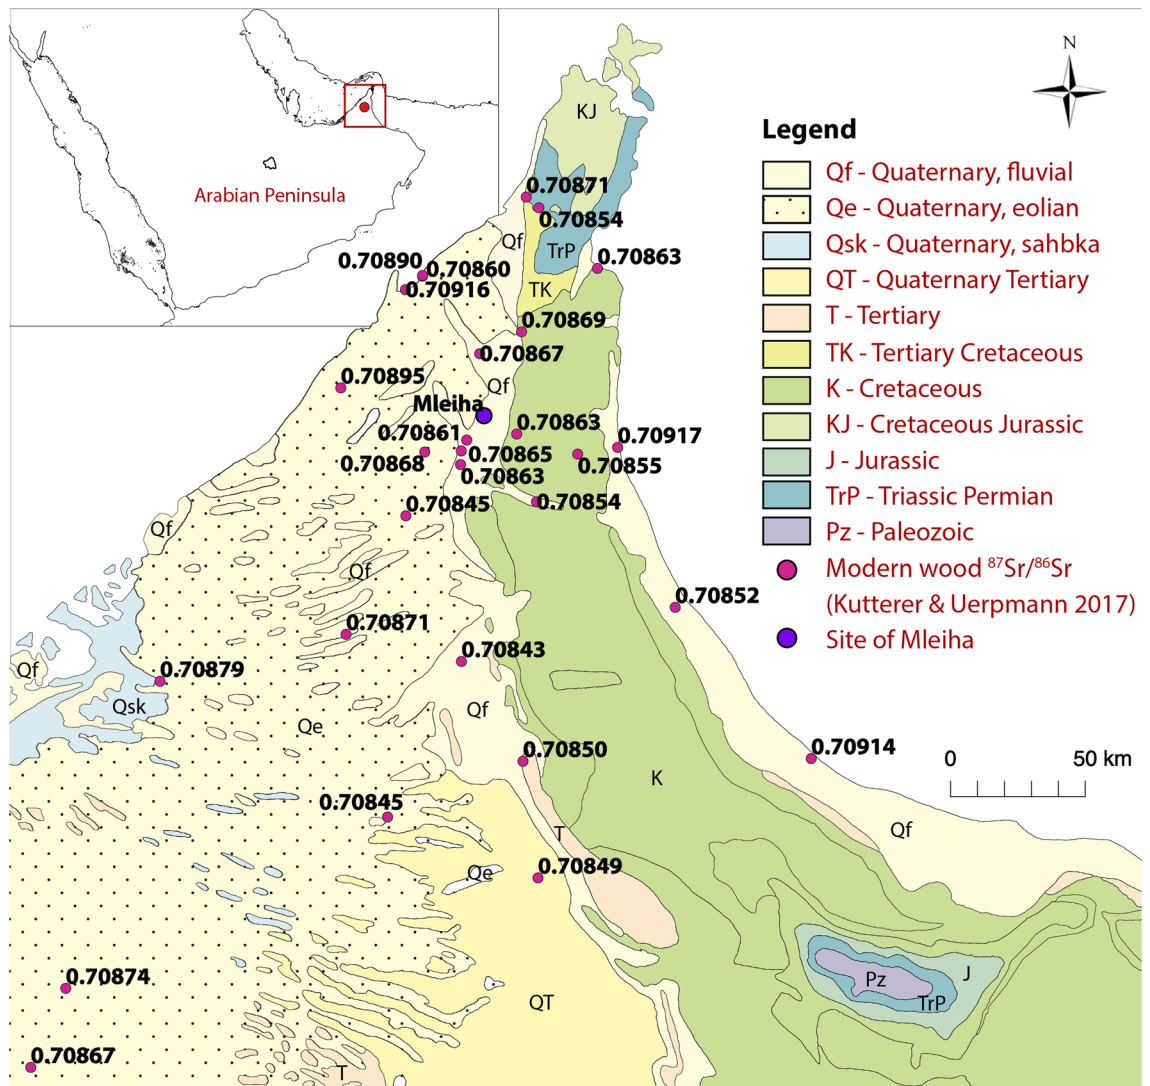 Arabian Peninsula
N
Legend
Qf - Quaternary, fluvial
Qe - Quaternary, eolian
Qsk - Quaternary, sahbka
QT - Quaternary Tertiary
T - Tertiary
TK - Tertiary Cretaceous
K - Cretaceous
KJ - Cretaceous Jurassic
J - Jurassic
TrP - Triassic Permian
Pz - Paleozoic
Modern wood ⁸⁷Sr/⁸⁶Sr
(Kutterer & Uerpmann 2017)
Site of Mleiha
0 50 km
KJ
0.70871
0.70854
Qf
TrP
0.70863
0.70890
0.70860
0.70916
TK
0.70869
0.70867
0.70895
Qf
Mleiha
0.70863
0.70861
0.70917
0.70865
0.70868
0.70855
0.70863
0.70845
0.70854
Qf
Qf
0.70852
0.70871
0.70843
Qf
0.70879
Qsk
Qf
Qe
0.70850
0.70914
K
0.70845
T
Qf
Qe
0.70849
0.70874
Pz
J
TrP
QT
0.70867
T